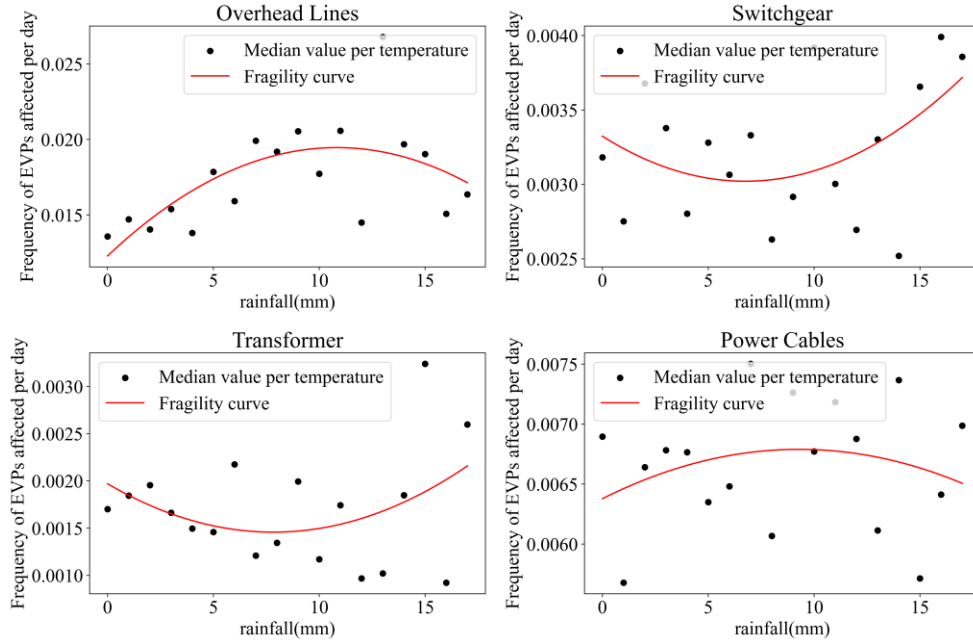 Overhead Lines
Frequency of EVPs affected per day
0.025
0.020
0.015
Median value per temperature
Fragility curve
0 5 10 15
rainfall(mm)
Switchgear
Frequency of EVPs affected per day
0.0040
0.0035
0.0030
0.0025
Median value per temperature
Fragility curve
0 5 10 15
rainfall(mm)
Transformer
Frequency of EVPs affected per day
0.0030
0.0025
0.0020
0.0015
0.0010
Median value per temperature
Fragility curve
0 5 10 15
rainfall(mm)
Power Cables
Frequency of EVPs affected per day
0.0075
0.0070
0.0065
0.0060
Median value per temperature
Fragility curve
0 5 10 15
rainfall(mm)